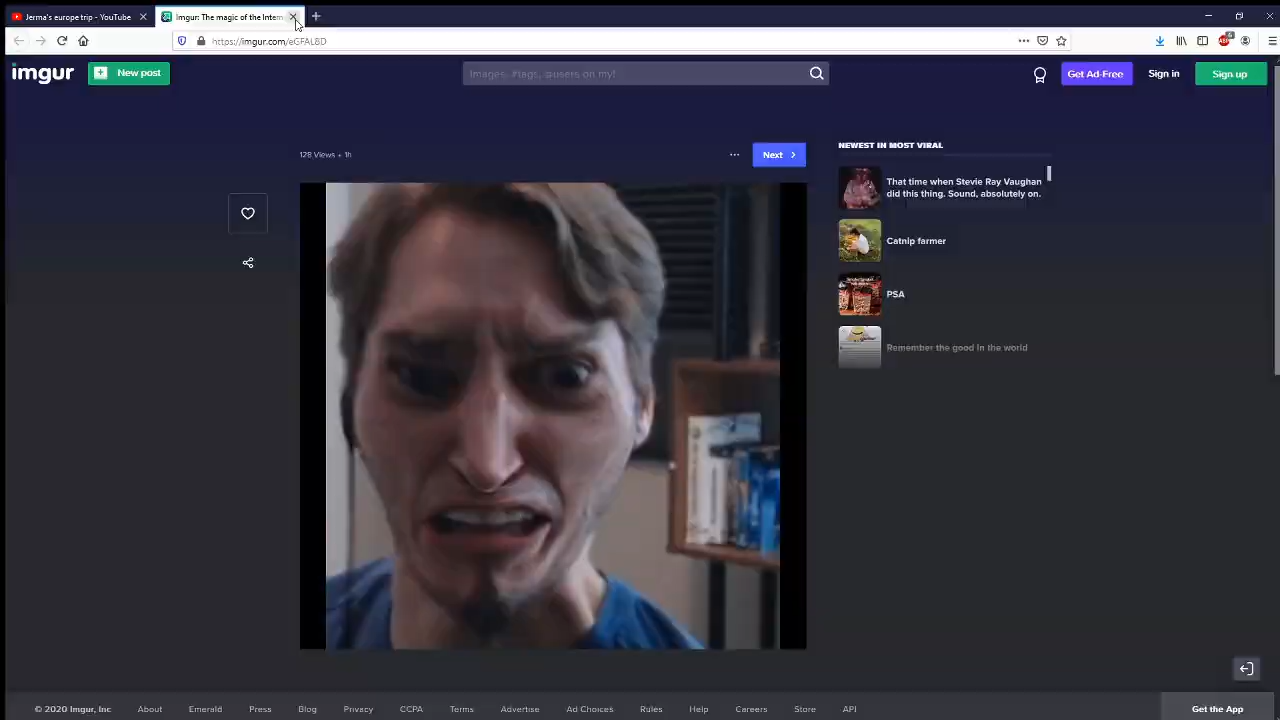 Jerma's europe trip - YouTube
Imgur: The magic of the Intern
https://imgur.com/eGFAL8D
imgur
New post
Images, #tags, @users oh my!
Get Ad-Free
Sign in
Sign up
128 Views • 1h
Next
NEWEST IN MOST VIRAL
That time when Stevie Ray Vaughan
did this thing. Sound, absolutely on.
Catnip farmer
PSA
Remember the good in the world
© 2020 Imgur, Inc
About
Emerald
Press
Blog
Privacy
CCPA
Terms
Advertise
Ad Choices
Rules
Help
Careers
Store
API
Get the App